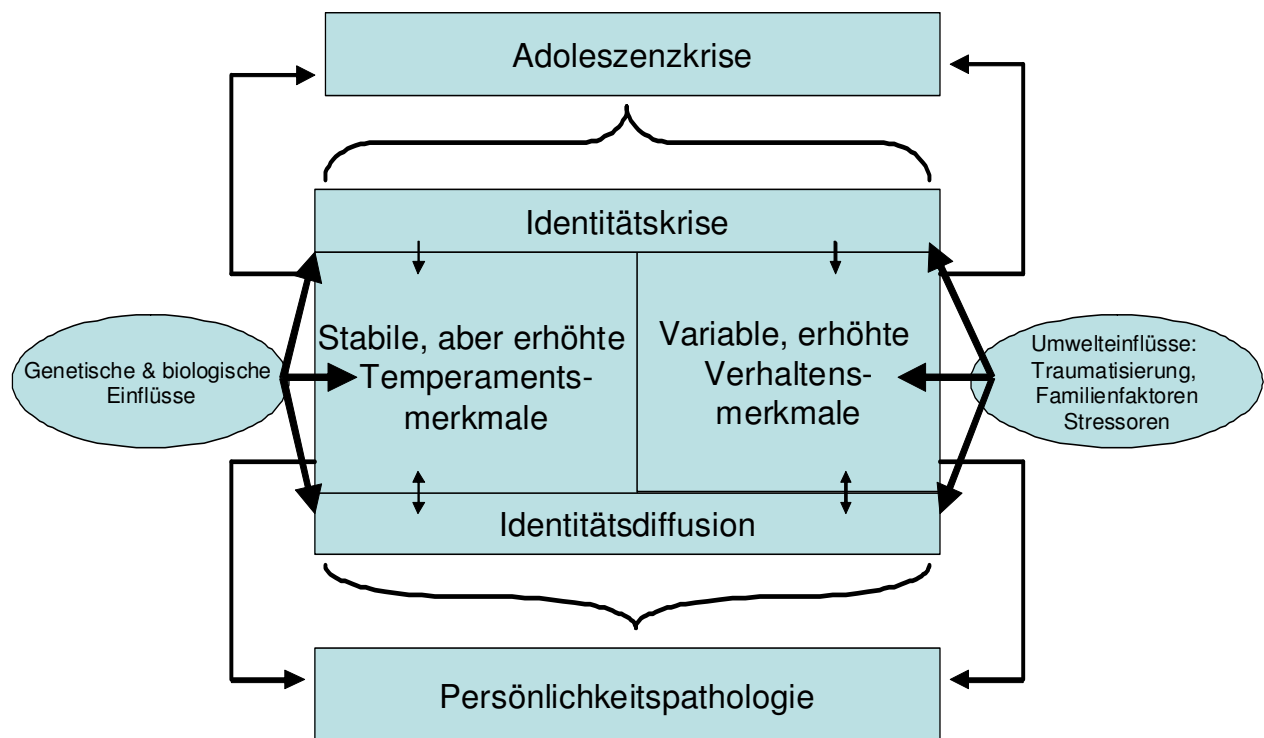 Adoleszenzkrise
Identitätskrise
Stabile, aber erhöhte
Temperaments-
merkmale
Variable, erhöhte
Verhaltens-
merkmale
Genetische & biologische
Einflüsse
Umwelteinflüsse:
Traumatisierung,
Familienfaktoren
Stressoren
Identitätsdiffusion
Persönlichkeitspathologie